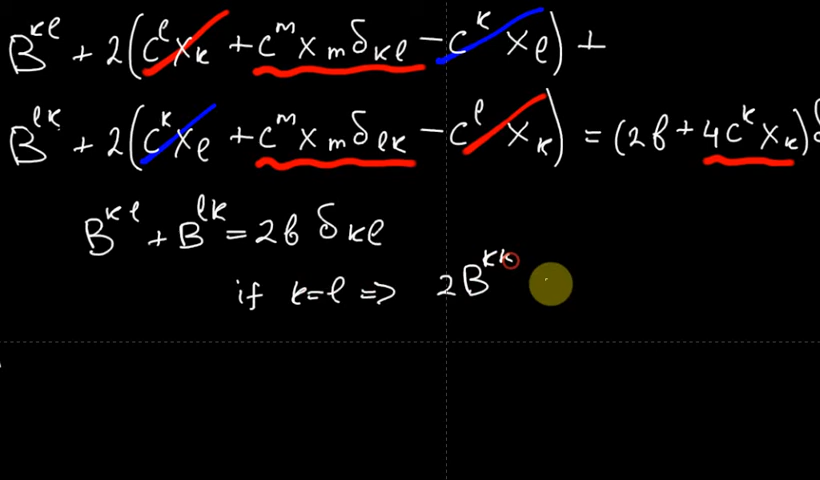 B^{kl} + 2(c^l x_k + c^m x_m δ_{kl} - c^k x_l) +
B^{lk} + 2(c^k x_l + c^m x_m δ_{lk} - c^l x_k) = (2b + 4c^k x_k)
B^{kl} + B^{lk} = 2b δ_{kl}
if k=l => 2B^{kk}